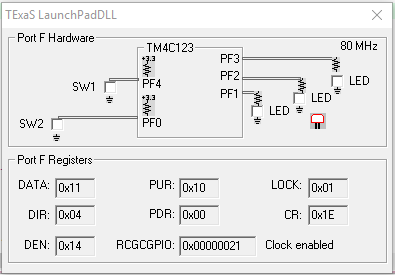 TExaS LaunchPadDLL
Port F Hardware
TM4C123
80 MHz
+3.3
PF3
SW1
PF4
PF2
LED
PF1
LED
LED
SW2
+3.3
PF0
Port F Registers
DATA: 0x11 PUR: 0x10 LOCK: 0x01
DIR: 0x04 PDR: 0x00 CR: 0x1E
DEN: 0x14 RCGCGPIO: 0x00000021 Clock enabled